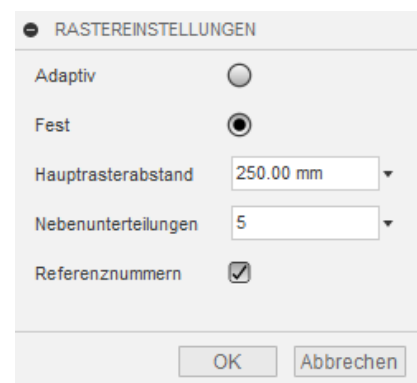 RASTEREINSTELLUNGEN
Adaptiv
Fest
Hauptrasterabstand 250.00 mm
Nebenunterteilungen 5
Referenznummern
OK Abbrechen